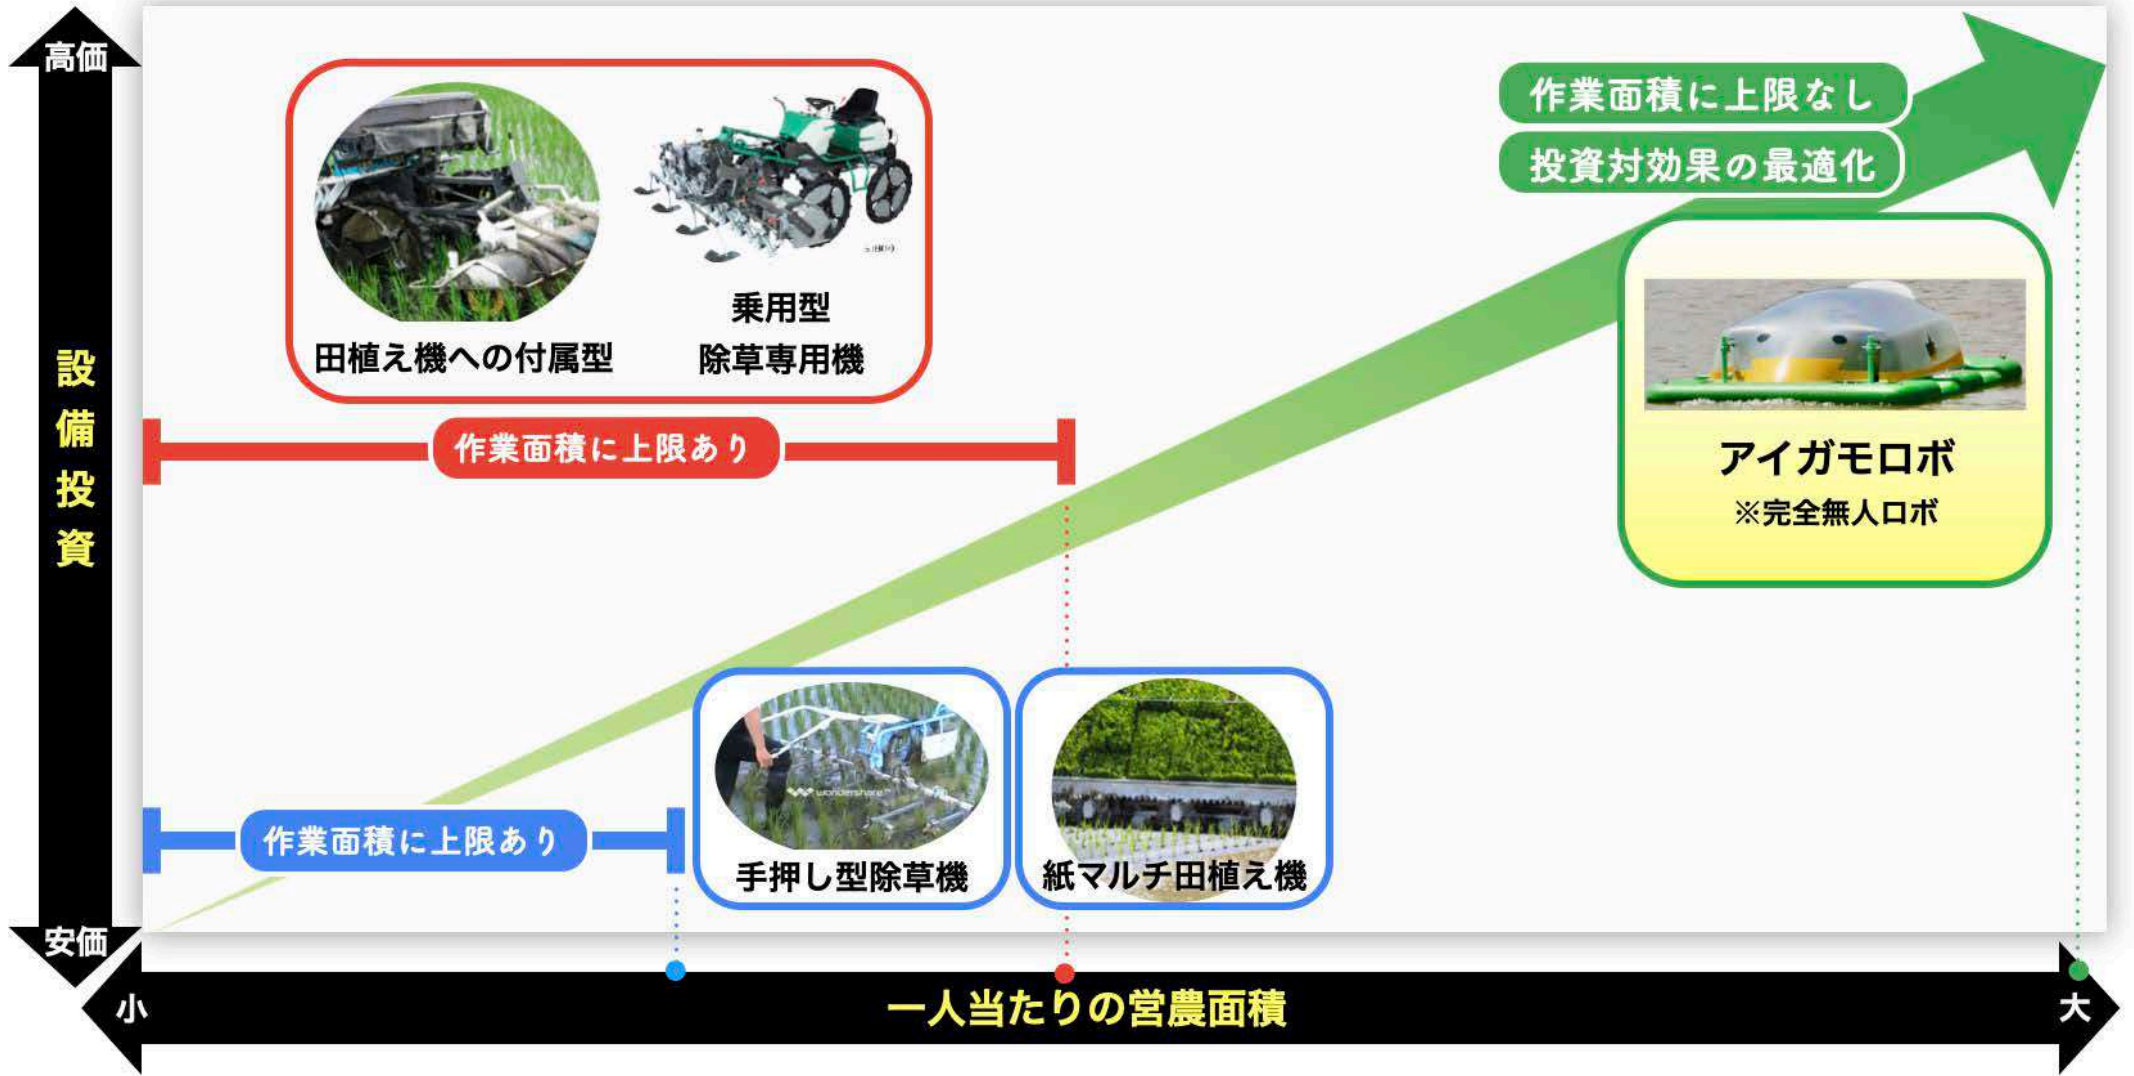 高価
設備投資
安価
田植え機への付属型
乗用型
除草専用機
作業面積に上限あり
作業面積に上限なし
投資対効果の最適化
アイガモロボ
※完全無人ロボ
作業面積に上限あり
wondershare™
手押し型除草機
紙マルチ田植え機
小
一人当たりの営農面積
大